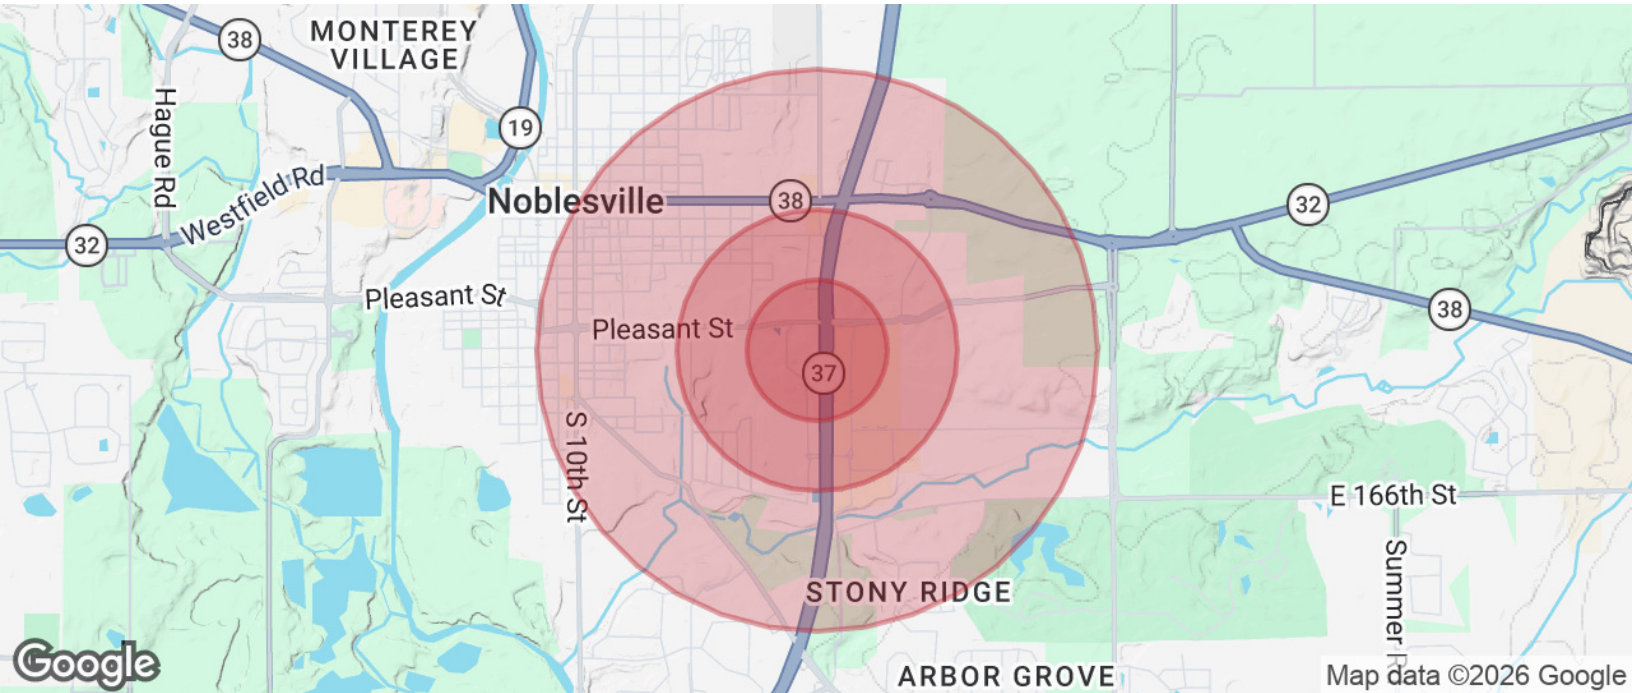 MONTEREY
VILLAGE
38
19
Hague Rd
Westfield Rd
Noblesville
38
32
32
Pleasant St
Pleasant St
38
37
S 10th St
E 166th St
Summer
STONY RIDGE
ARBOR GROVE
Google
Map data ©2026 Google